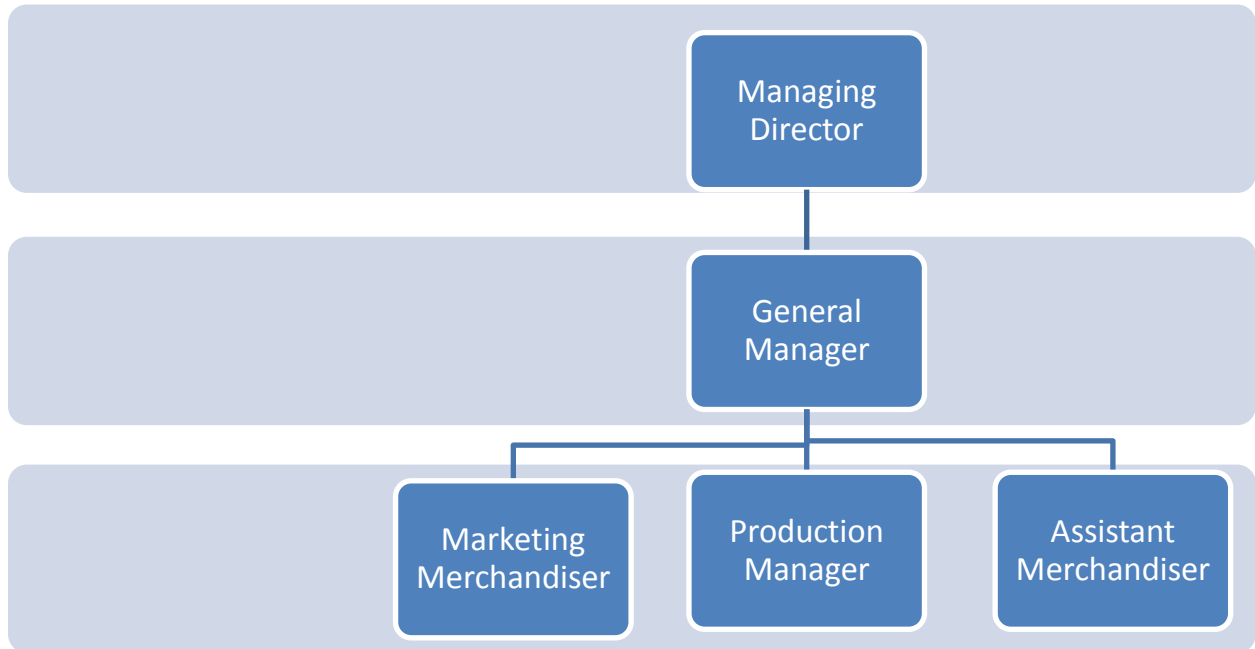 Managing
Director
General
Manager
Marketing
Merchandiser
Production
Manager
Assistant
Merchandiser